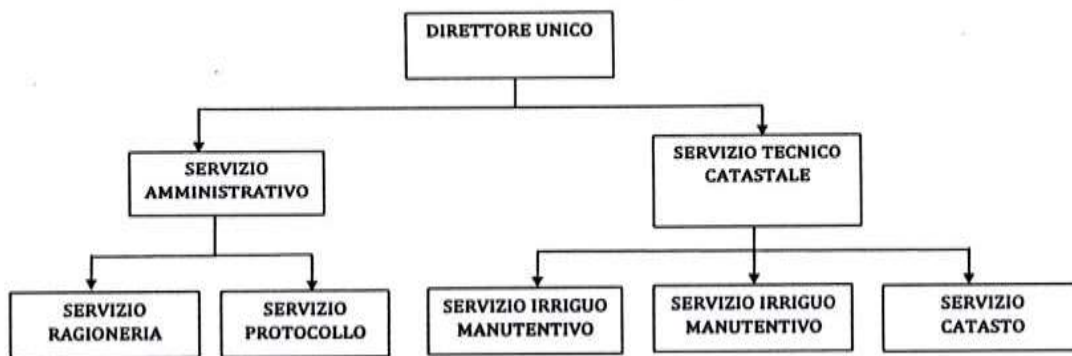 DIRETTORE UNICO
SERVIZIO
AMMINISTRATIVO
SERVIZIO TECNICO
CATASTALE
SERVIZIO
RAGIONERIA
SERVIZIO
PROTOCOLLO
SERVIZIO IRRIGUO
MANUTENTIVO
SERVIZIO IRRIGUO
MANUTENTIVO
SERVIZIO
CATASTO